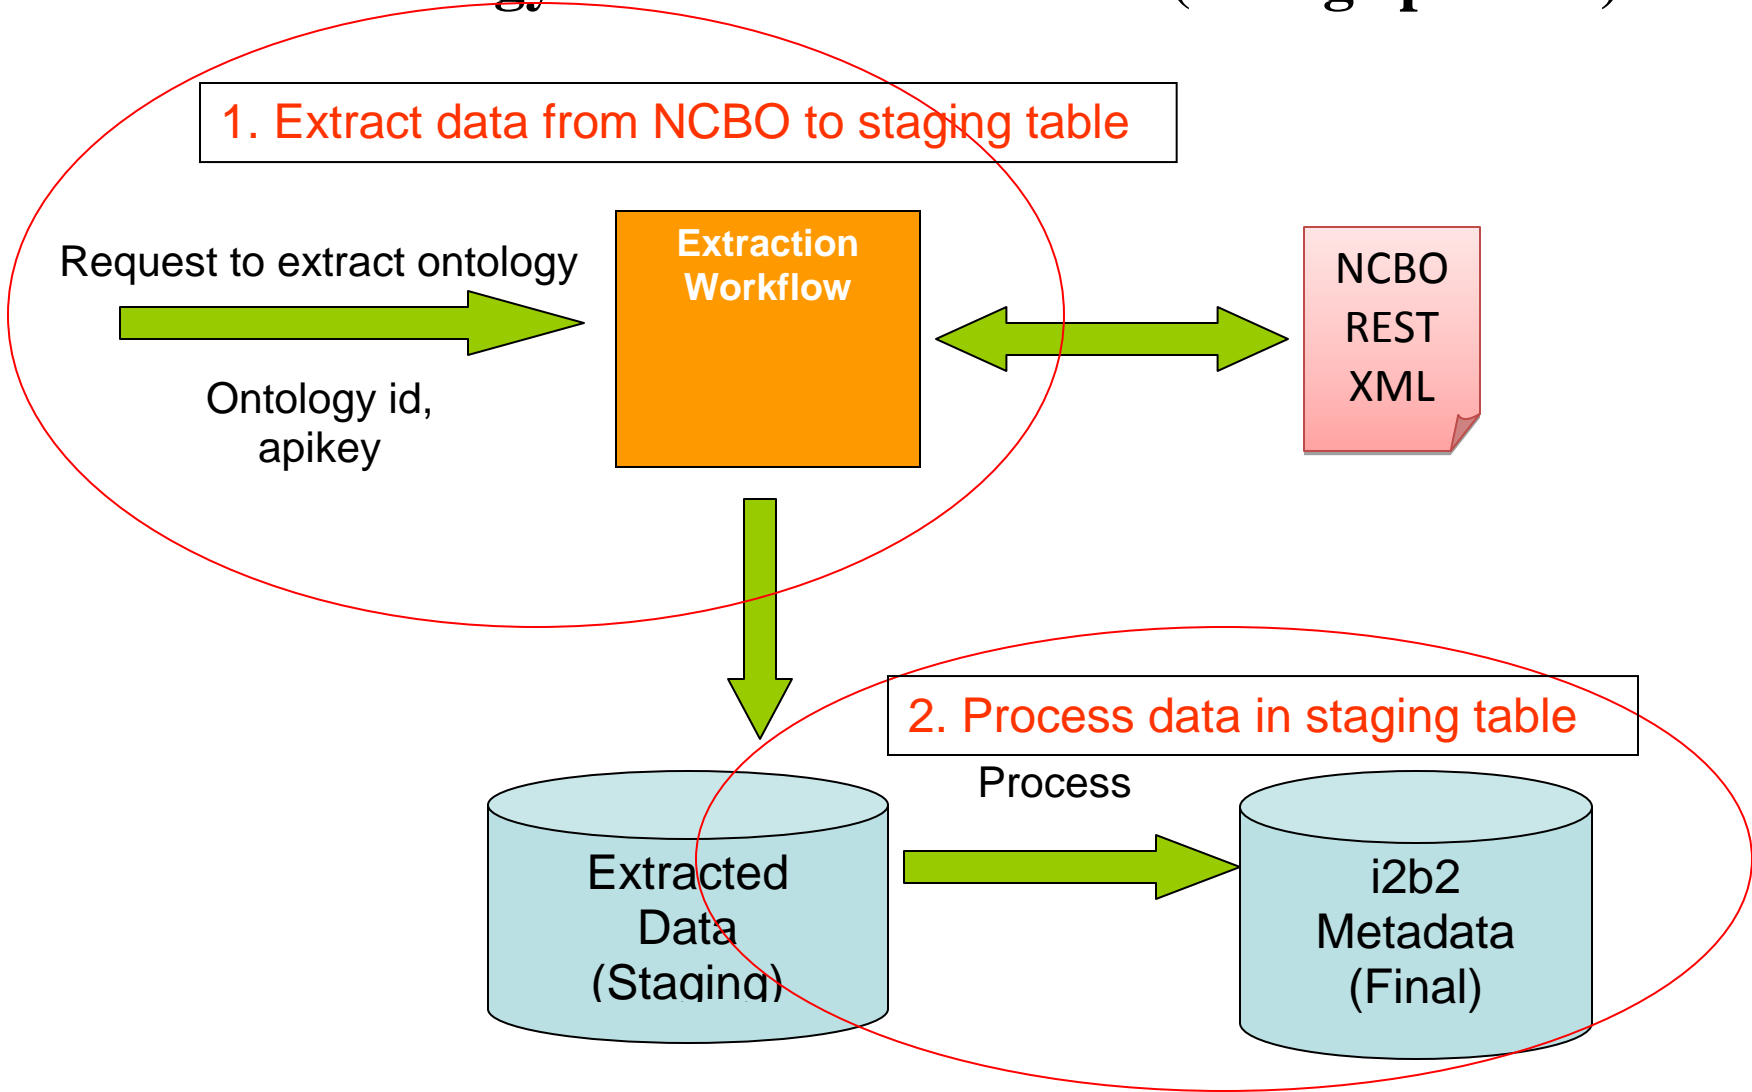 1. Extract data from NCBO to staging table
Request to extract ontology
Ontology id,
apikey
Extraction
Workflow
NCBO
REST
XML
2. Process data in staging table
Process
Extracted
Data
(Staging)
i2b2
Metadata
(Final)